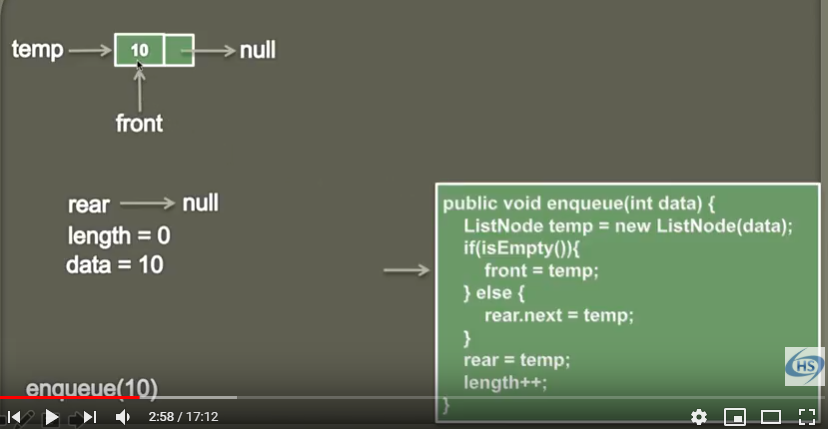 temp
10
null
front
rear
null
length = 0
data = 10
public void enqueue(int data) {
ListNode temp = new ListNode(data);
if(isEmpty()){
front = temp;
} else {
rear.next = temp;
}
rear = temp;
length++;
}
HS
enqueue(10)
2:58 / 17:12